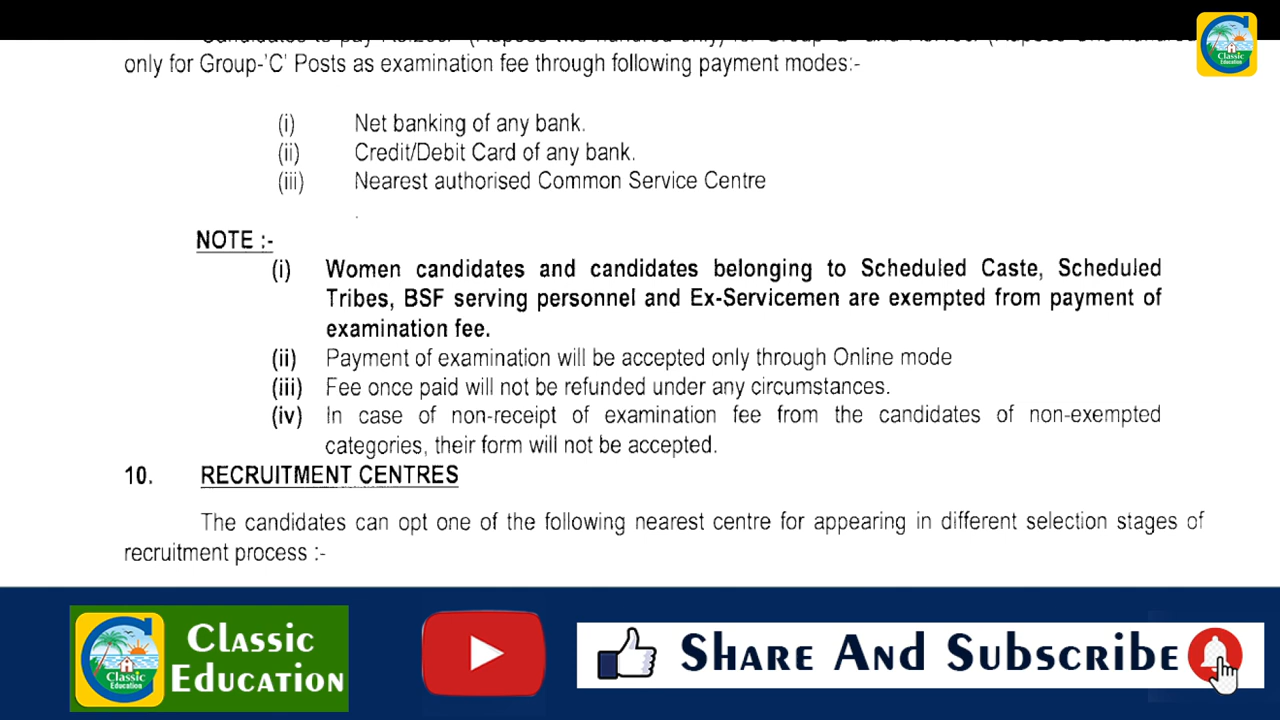 only for Group-'C' Posts as examination fee through following payment modes:-
(i) Net banking of any bank.
(ii) Credit/Debit Card of any bank.
(iii) Nearest authorised Common Service Centre
NOTE :-
(i) Women candidates and candidates belonging to Scheduled Caste, Scheduled
Tribes, BSF serving personnel and Ex-Servicemen are exempted from payment of
examination fee.
(ii) Payment of examination will be accepted only through Online mode
(iii) Fee once paid will not be refunded under any circumstances.
(iv) In case of non-receipt of examination fee from the candidates of non-exempted
categories, their form will not be accepted.
10. RECRUITMENT CENTRES
The candidates can opt one of the following nearest centre for appearing in different selection stages of
recruitment process :-
Classic
Education
Classic
Education
Classic
Education
Share And Subscribe